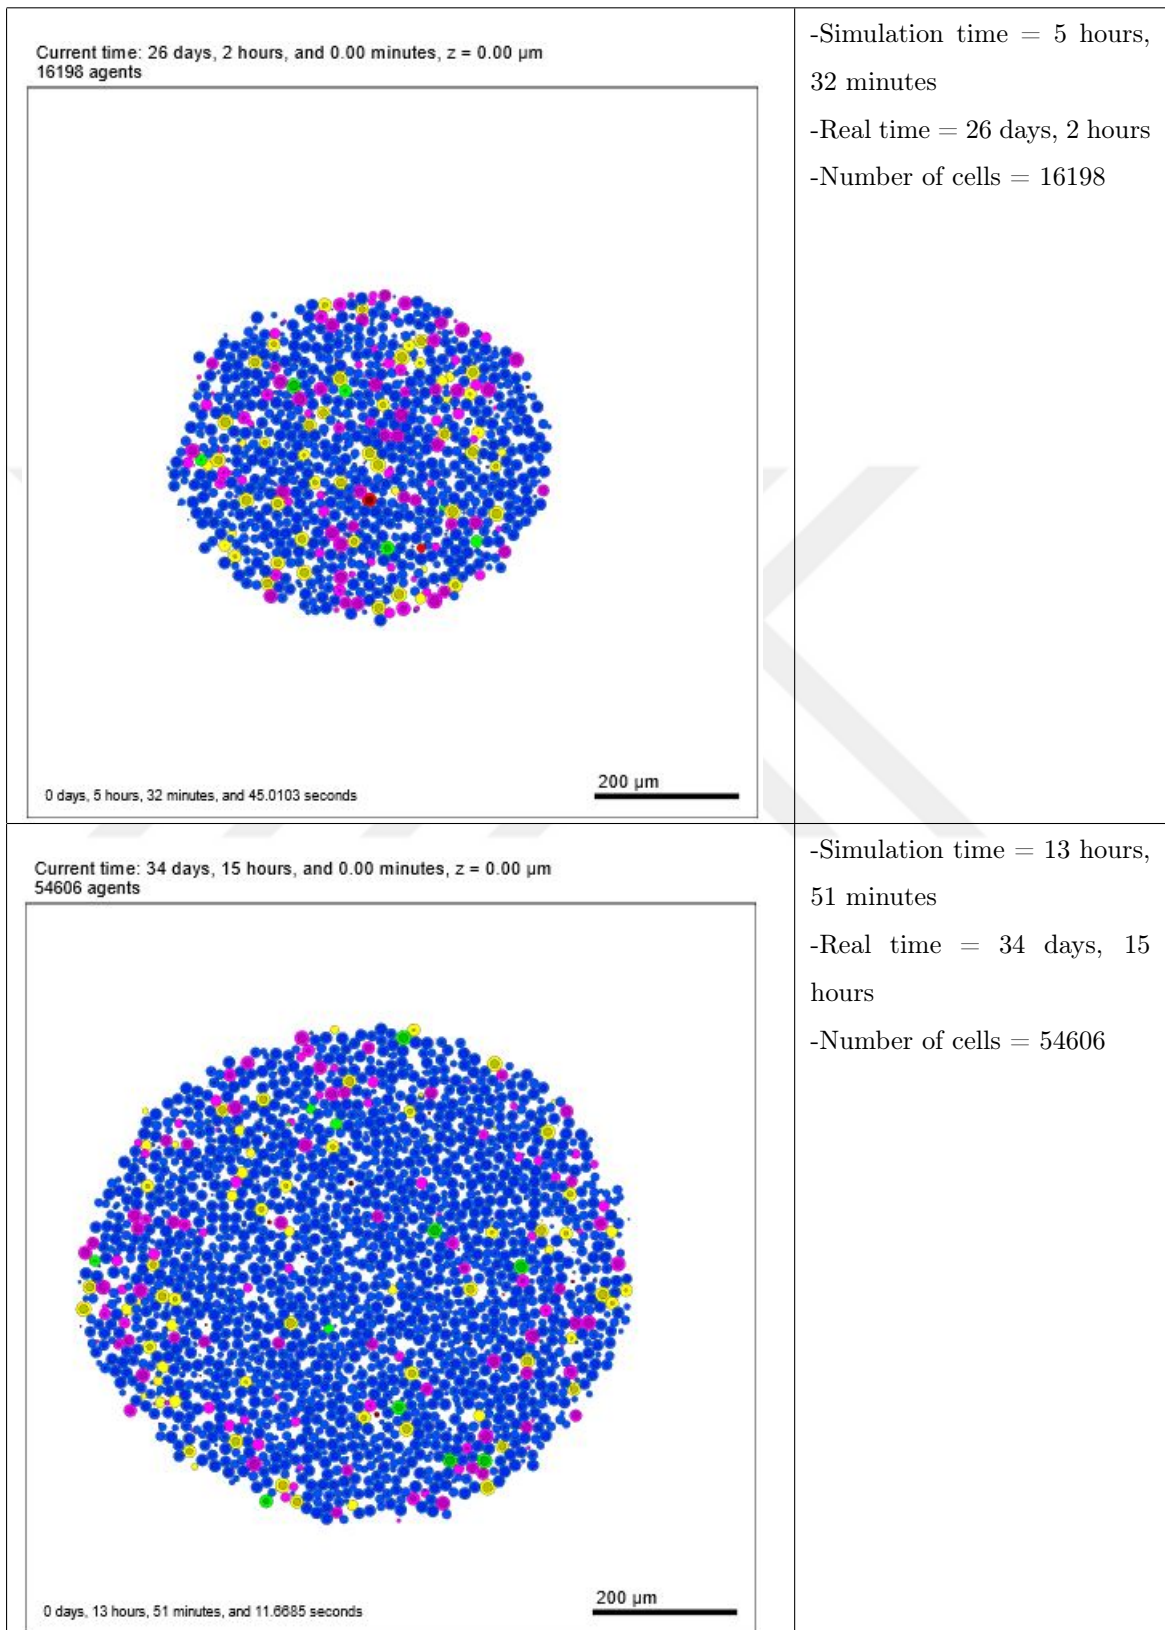 Current time: 26 days, 2 hours, and 0.00 minutes, z = 0.00 µm
16198 agents
0 days, 5 hours, 32 minutes, and 45.0103 seconds
200 µm
-Simulation time = 5 hours,
32 minutes
-Real time = 26 days, 2 hours
-Number of cells = 16198
Current time: 34 days, 15 hours, and 0.00 minutes, z = 0.00 µm
54606 agents
0 days, 13 hours, 51 minutes, and 11.6685 seconds
200 µm
-Simulation time = 13 hours,
51 minutes
-Real time = 34 days, 15
hours
-Number of cells = 54606